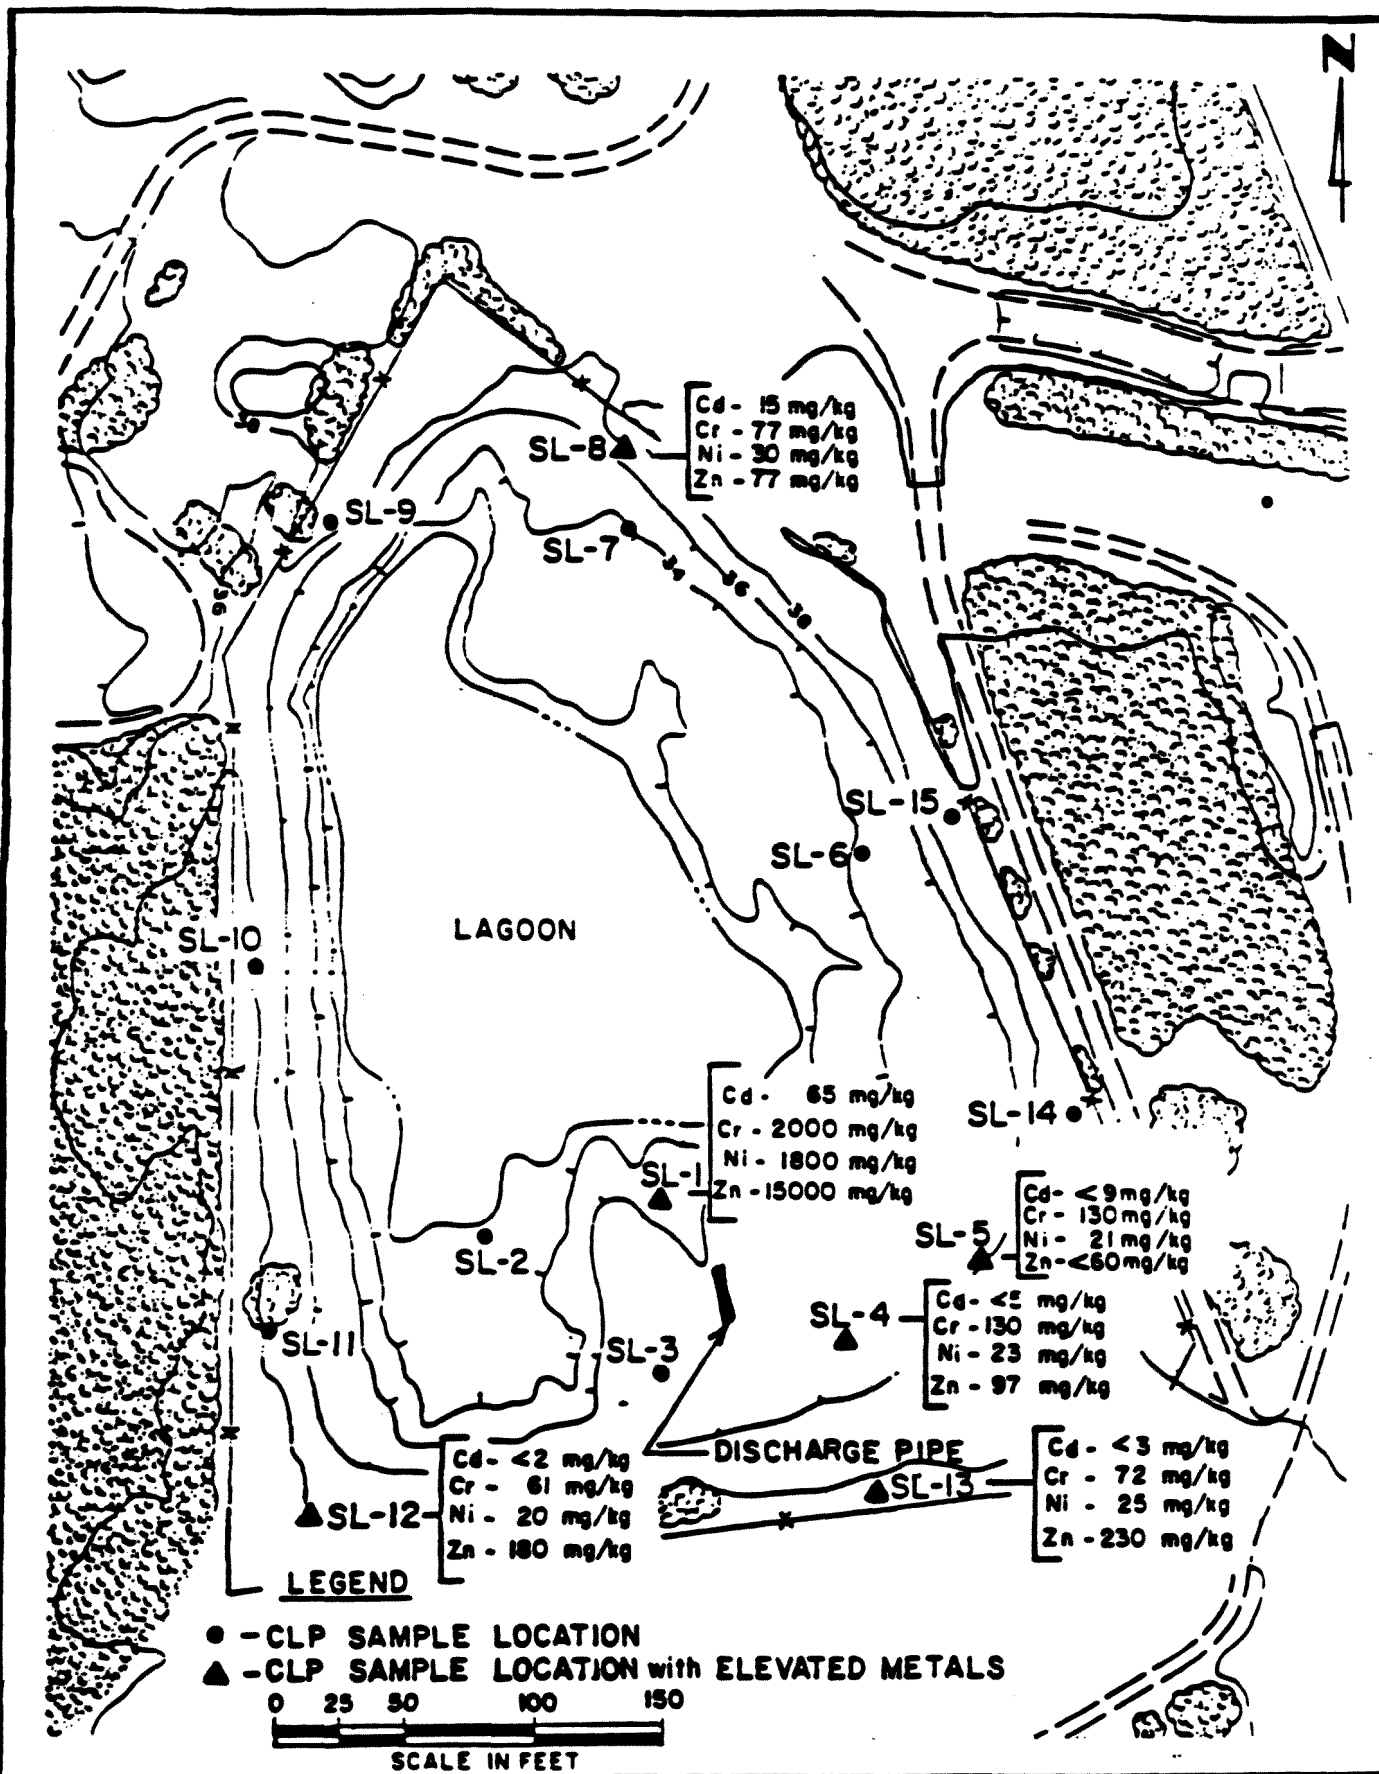 N
Cd - 15 mg/kg
Cr - 77 mg/kg
SL-8
Ni - 30 mg/kg
Zn - 77 mg/kg
38
SL-9
SL-7
34
36
38
36
SL-15
SL-6
LAGOON
SL-10
Cd - 65 mg/kg
SL-14
Cr - 2000 mg/kg
Ni - 1800 mg/kg
SL-1
Zn - 15000 mg/kg
Cd - <9 mg/kg
Cr - 130 mg/kg
SL-5
Ni - 21 mg/kg
Zn - <60 mg/kg
SL-2
Cd - <5 mg/kg
SL-4
Cr - 130 mg/kg
SL-11
SL-3
Ni - 23 mg/kg
Zn - 97 mg/kg
DISCHARGE PIPE
Cd - <2 mg/kg
Cr - 61 mg/kg
SL-12
Ni - 20 mg/kg
Zn - 180 mg/kg
Cd - <3 mg/kg
Cr - 72 mg/kg
SL-13
Ni - 25 mg/kg
Zn - 230 mg/kg
LEGEND
- CLP SAMPLE LOCATION
- CLP SAMPLE LOCATION with ELEVATED METALS
0 25 50 100 150
SCALE IN FEET